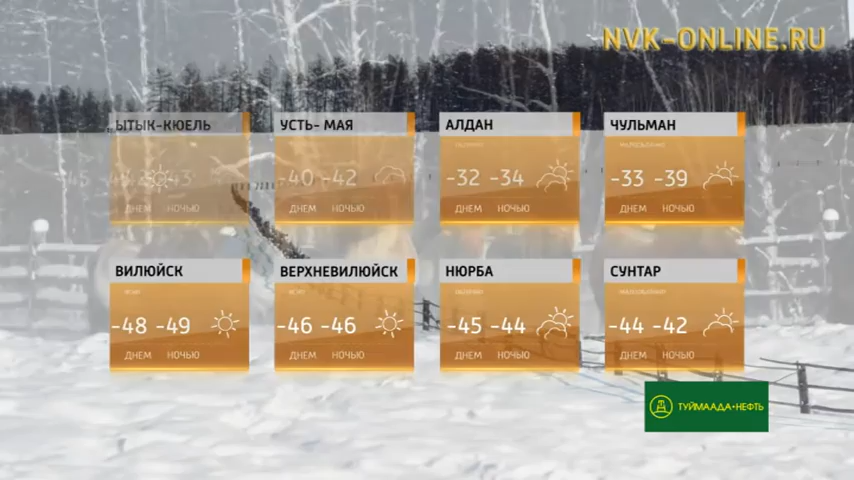 NVK-ONLINE.RU
ЫТЫК-КЮЕЛЬ
ДНЕМ НОЧЬЮ
УСТЬ- МАЯ
-40 -42
ДНЕМ НОЧЬЮ
АЛДАН
-32 -34
ДНЕМ НОЧЬЮ
ЧУЛЬМАН
-33 -39
ДНЕМ НОЧЬЮ
ВИЛЮЙСК
ЯСНО
-48 -49
ДНЕМ НОЧЬЮ
ВЕРХНЕВИЛЮЙСК
ЯСНО
-46 -46
ДНЕМ НОЧЬЮ
НЮРБА
-45 -44
ДНЕМ НОЧЬЮ
СУНТАР
-44 -42
ДНЕМ НОЧЬЮ
ТУЙМААДА-НЕФТЬ